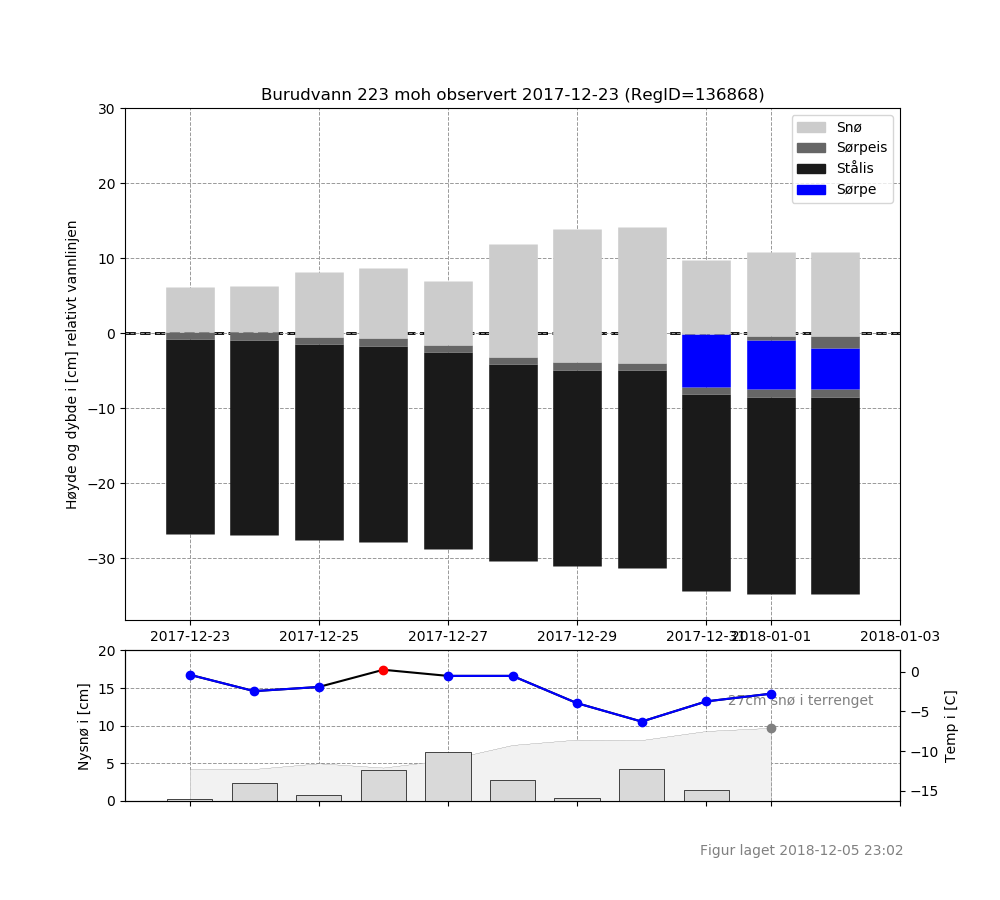 Burudvann 223 moh observert 2017-12-23 (RegID=136868)
Høyde og dybde i [cm] relativt vannlinjen
30
20
10
0
−10
−20
−30
Snø
Sørpeis
Stålis
Sørpe
2017-12-23
2017-12-25
2017-12-27
2017-12-29
2017-12-31
2018-01-01
2018-01-03
Nysnø i [cm]
20
15
10
5
0
27cm snø i terrenget
0
−5
−10
−15
Temp i [C]
Figur laget 2018-12-05 23:02